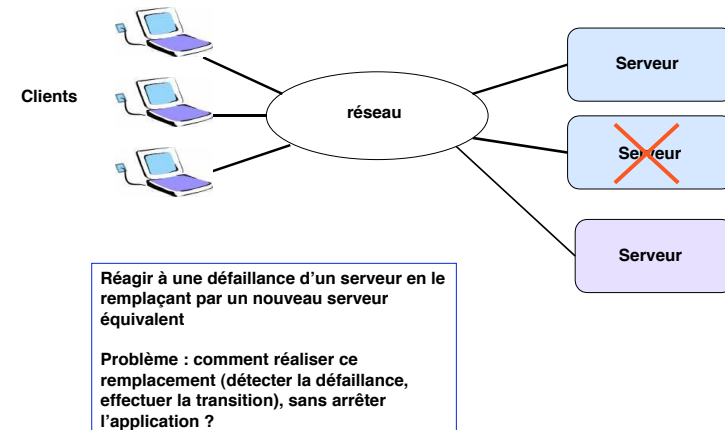 Serveur
Clients
réseau
Serveur
Serveur
Réagir à une défaillance d'un serveur en le
remplaçant par un nouveau serveur
équivalent
Problème : comment réaliser ce
remplacement (détecter la défaillance,
effectuer la transition), sans arrêter
l'application ?